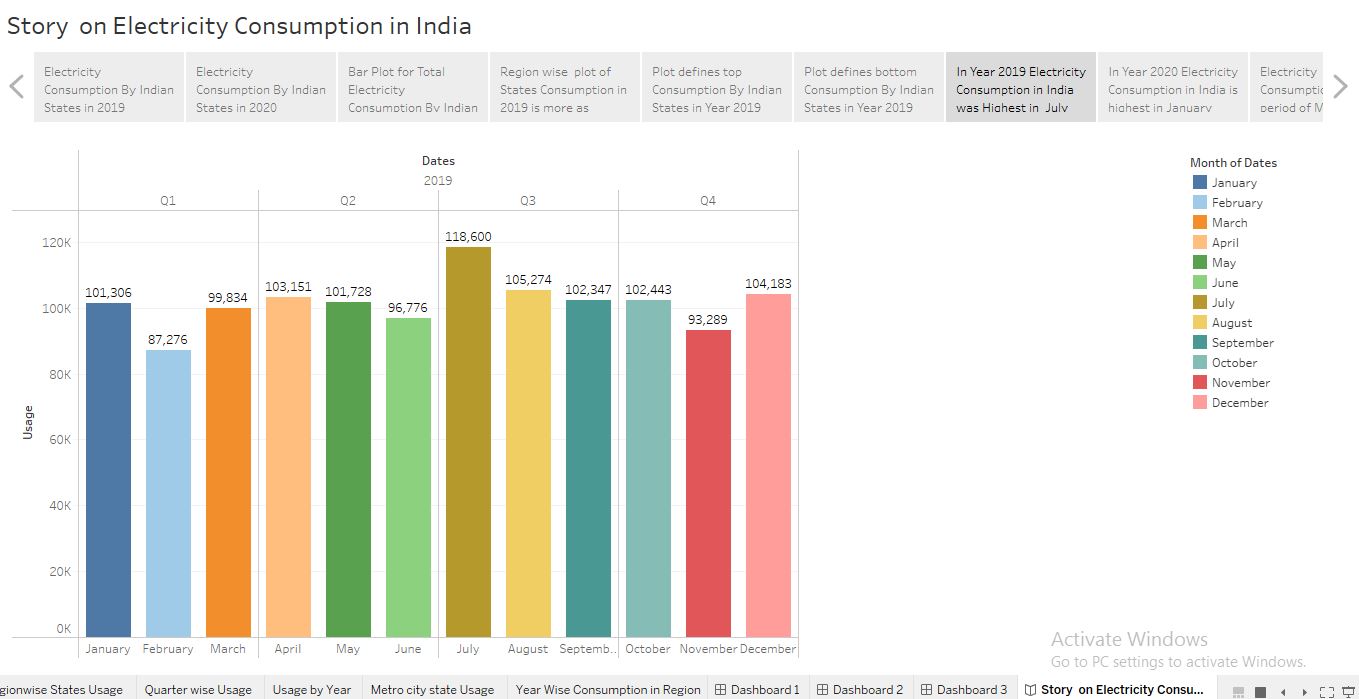 Story on Electricity Consumption in India
Electricity
Consumption By Indian
States in 2019
Electricity
Consumption By Indian
States in 2020
Bar Plot for Total
Electricity
Consumption By Indian
Region wise plot of
States Consumption in
2019 is more as
Plot defines top
Consumption By Indian
States in Year 2019
Plot defines bottom
Consumption By Indian
States in Year 2019
In Year 2019 Electricity
Consumption in India
was Highest in July
In Year 2020 Electricity
Consumption in India is
highest in January
Electricity
Consumptic
period of M
Dates
2019
Q1 Q2 Q3 Q4
Usage
120K
100K
80K
60K
40K
20K
0K
101,306
87,276
99,834
103,151
101,728
96,776
118,600
105,274
102,347
102,443
93,289
104,183
January February March April May June July August Septemb.. October November December
Month of Dates
January
February
March
April
May
June
July
August
September
October
November
December
Activate Windows
Go to PC settings to activate Windows.
gionwise States Usage Quarter wise Usage Usage by Year Metro city state Usage Year Wise Consumption in Region Dashboard 1 Dashboard 2 Dashboard 3 Story on Electricity Consu...